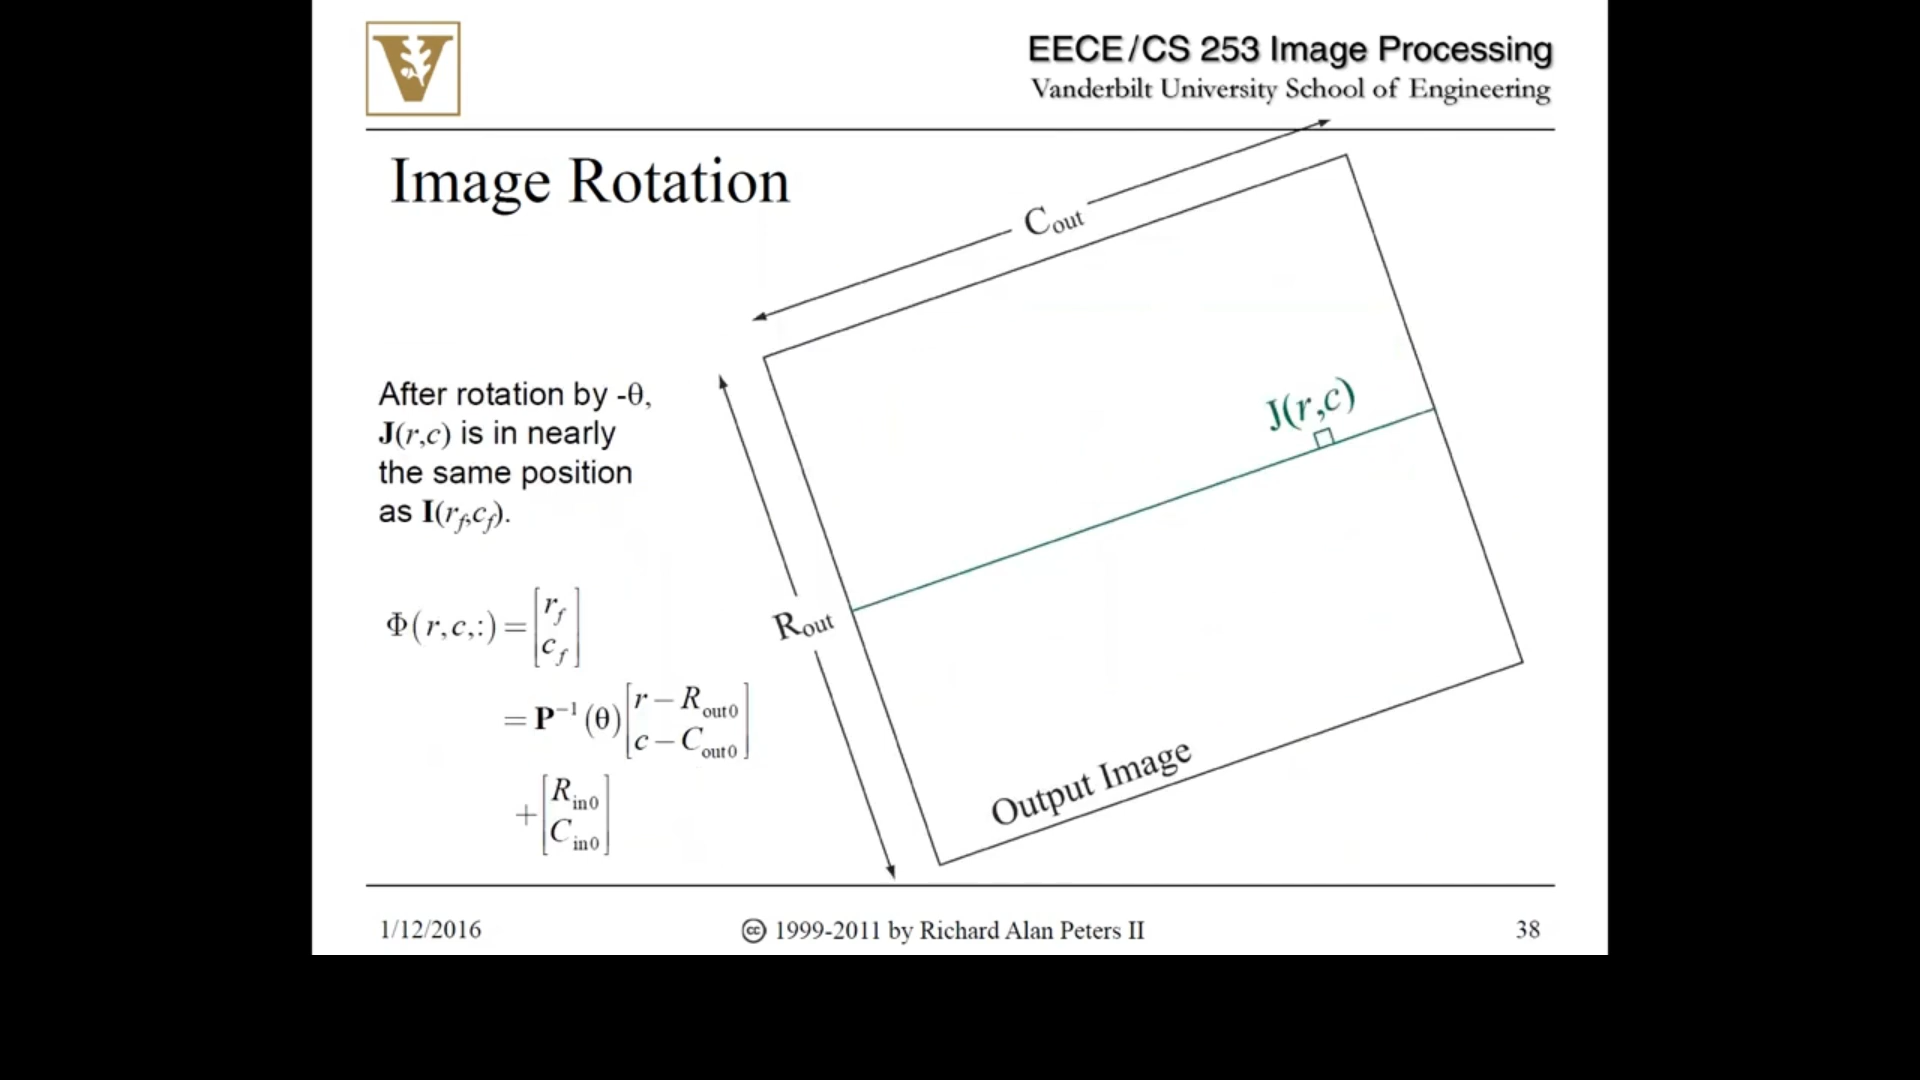 EECE/CS 253 Image Processing
Vanderbilt University School of Engineering
Image Rotation
C_out
After rotation by -θ,
J(r,c) is in nearly
the same position
as I(r_f,c_f).
J(r,c)
R_out
Φ(r,c,:) = [r_f c_f]
= P⁻¹(θ) [r − R_out0 c − C_out0]
+ [R_in0 C_in0]
Output Image
1/12/2016
cc 1999-2011 by Richard Alan Peters II
38